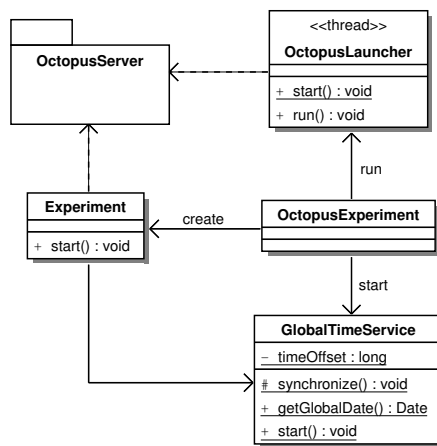 <<thread>>
OctopusLauncher
+ start() : void
+ run() : void
OctopusServer
run
Experiment
+ start() : void
create
OctopusExperiment
start
GlobalTimeService
− timeOffset : long
# synchronize() : void
+ getGlobalDate() : Date
+ start() : void